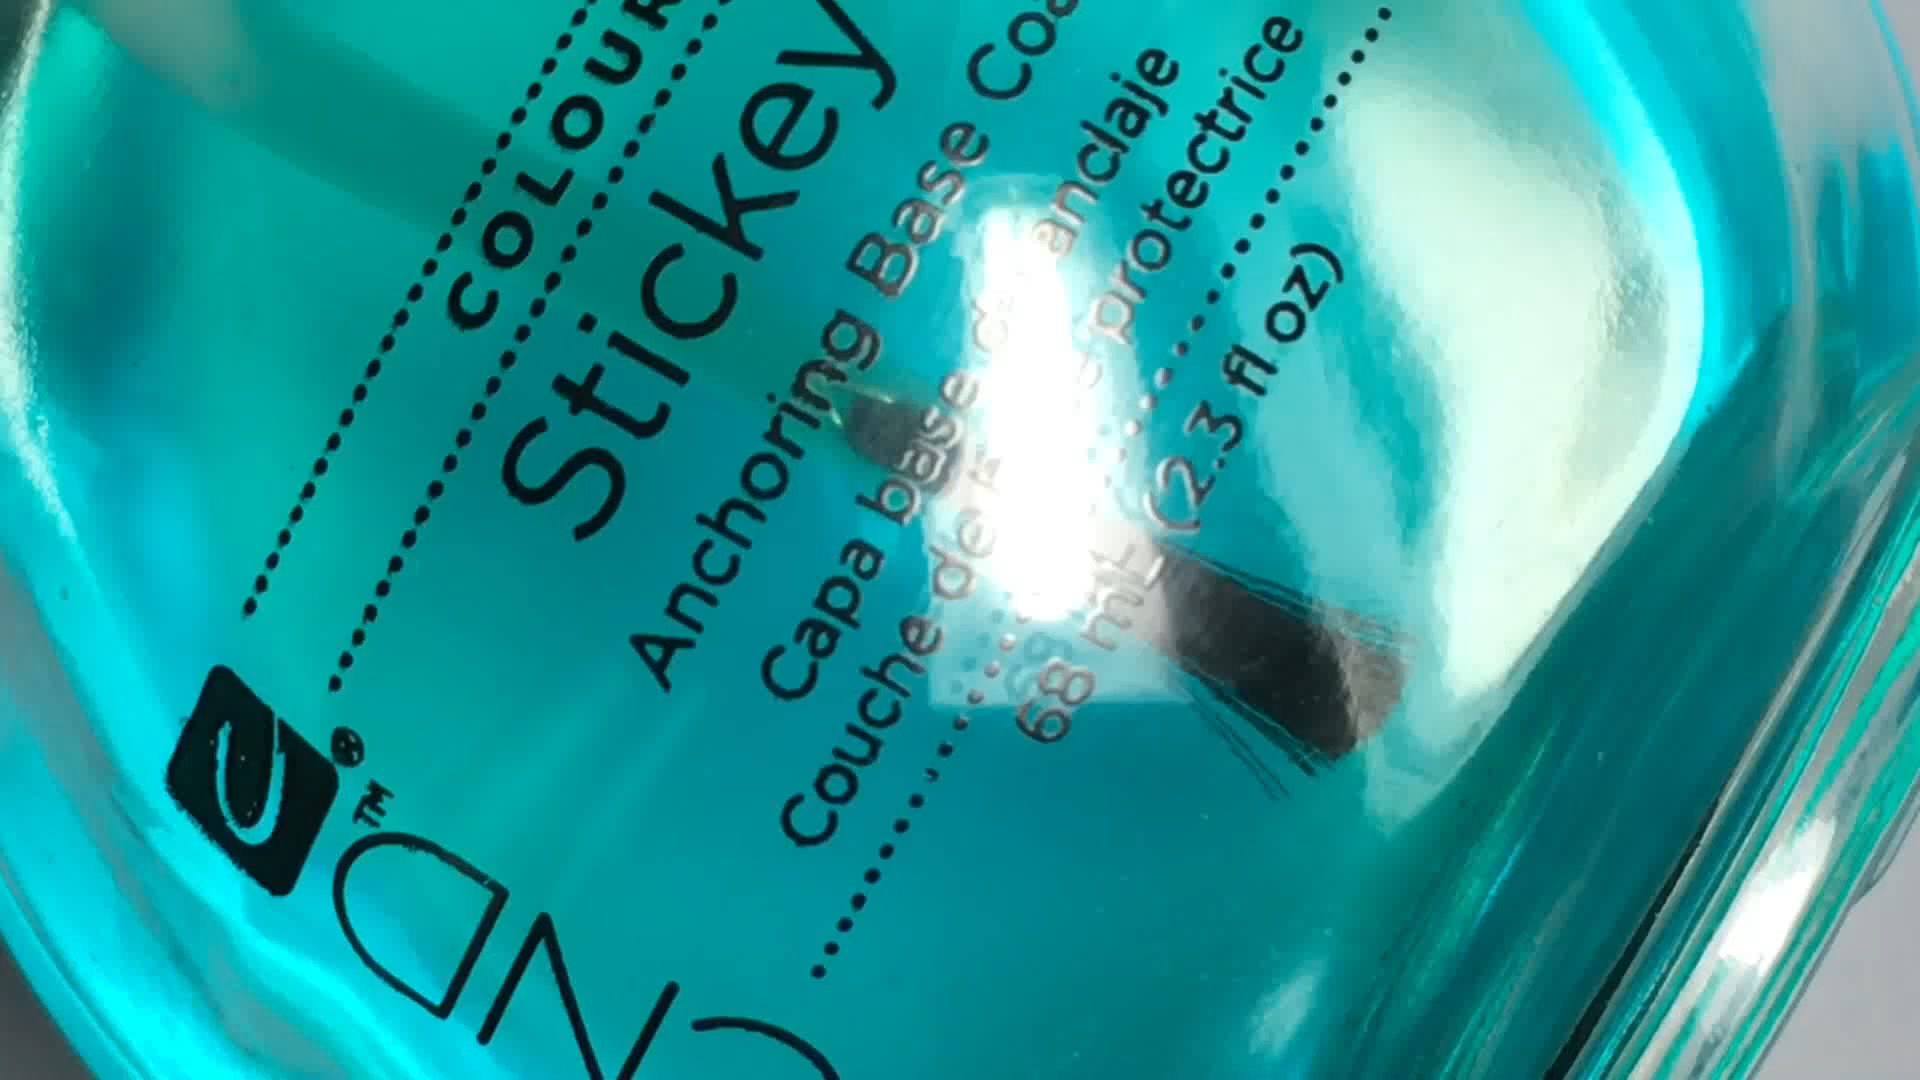 CND
™
®
COLOUR
Stickey
Anchoring Base Coa
Capa base de anclaje
Couche de protectrice
68 mL (2.3 fl oz)